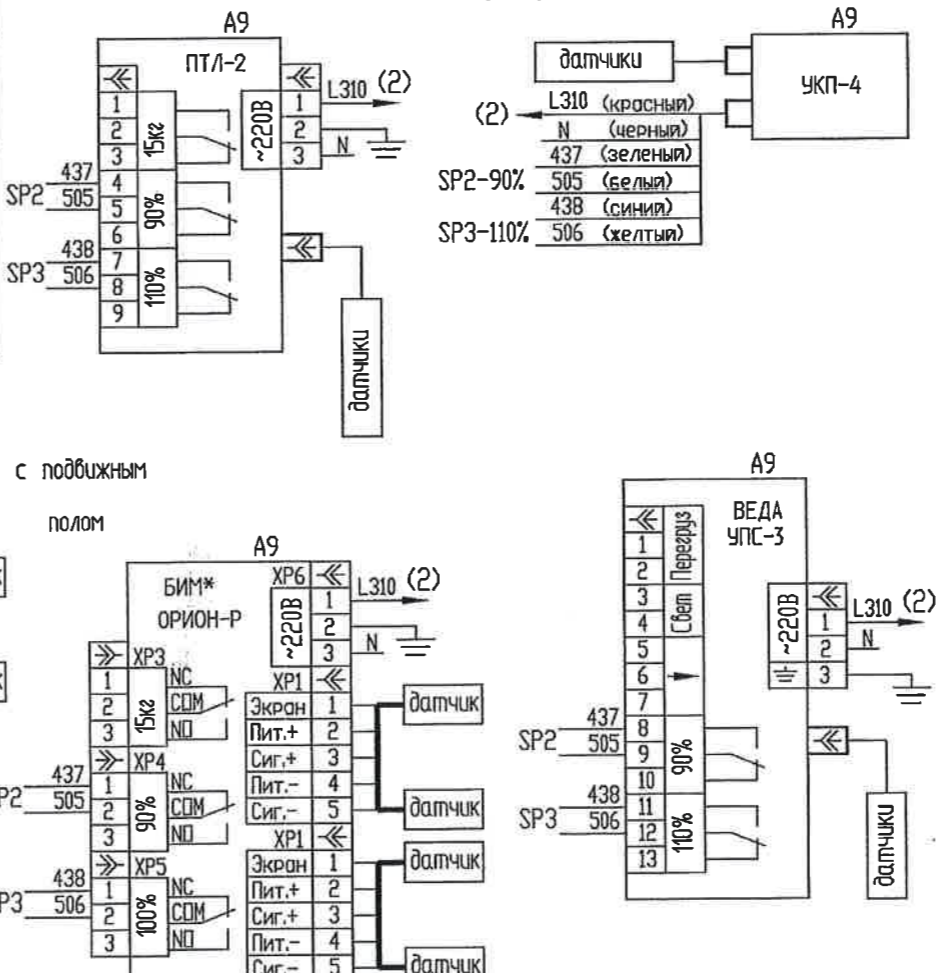 A9
ПТЛ-2
1
2
3
15кг
4
5
6
90%
7
8
9
110%
437
SP2 505
438
SP3 506
~220В
1 L310 (2)
2
3 N
датчики
A9
УКП-4
датчики
(2) L310 (красный)
N (черный)
437 (зеленый)
SP2-90% 505 (белый)
438 (синий)
SP3-110% 506 (желтый)
с подвижным
полом
A9
БИМ*
ОРИОН-Р
XP6
~220В
1 L310 (2)
2
3 N
XP3
1 NC
2 COM
3 NO
15кг
XP4
437 1 NC
505 2 COM
3 NO
90%
XP5
438 1 NC
506 2 COM
3 NO
100%
XP1
Экран 1
Пит.+ 2
Сиг.+ 3
Пит.- 4
Сиг.- 5
датчик
датчик
XP1
Экран 1
Пит.+ 2
Сиг.+ 3
Пит.- 4
Сиг.- 5
датчик
датчик
A9
ВЕДА
УПС-3
1
2
Перегруз
3
4
Свет
5
6
7
8
9
10
90%
11
12
13
110%
437
SP2 505
438
SP3 506
~220В
1 L310 (2)
2 N
3
датчики